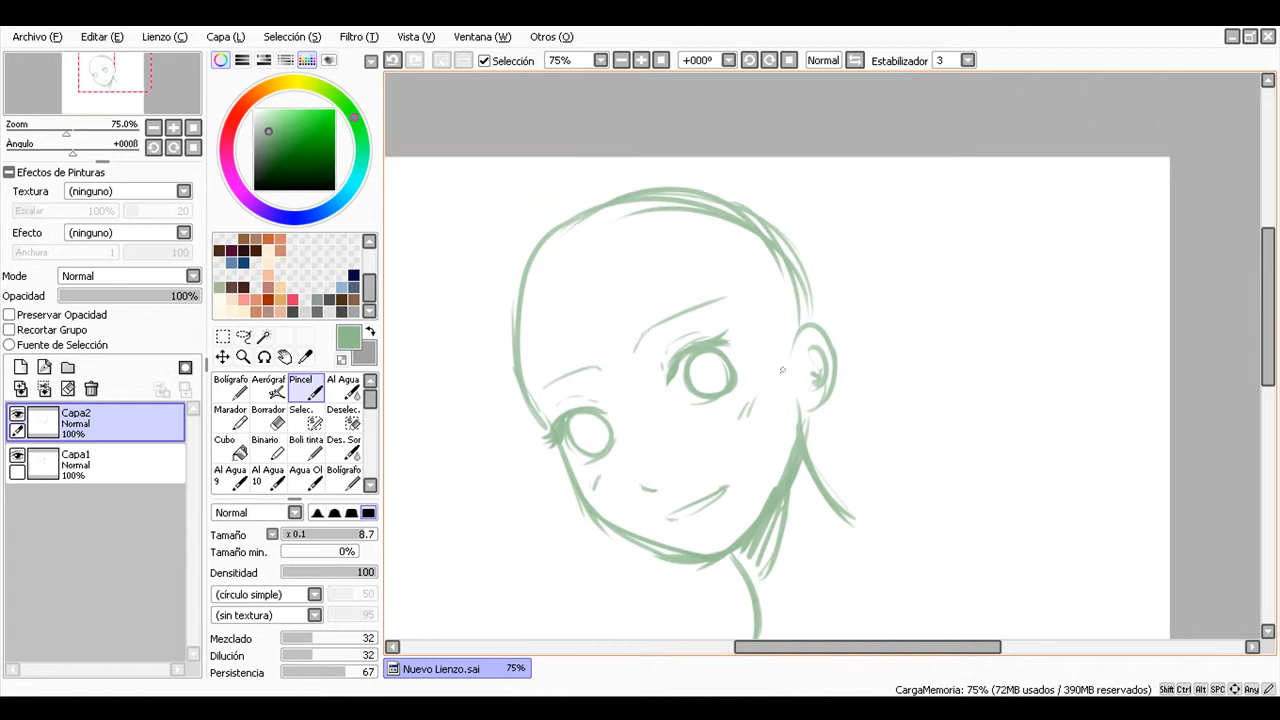 Archivo (F) Editar (E) Lienzo (C) Capa (L) Selección (S) Filtro (T) Vista (V) Ventana (W) Otros (O)
Selección 75% +000º Normal Estabilizador 3
Zoom 75.0%
Ángulo +000ß
Efectos de Pinturas
Textura (ninguno)
Escalar 100% 20
Efecto (ninguno)
Anchura 1 100
Mode Normal
Opacidad 100%
Preservar Opacidad
Recortar Grupo
Fuente de Selección
Capa2
Normal
100%
Capa1
Normal
100%
Bolígrafo Aerógraf Pincel Al Agua
Marador Borrador Selec. Deselec.
Cubo Binario Boli tinta Des. Sor
Al Agua 9 Al Agua 10 Agua Ol Bolígrafo
Normal
Tamaño x 0.1 8.7
Tamaño min. 0%
Densitidad 100
(círculo simple) 50
(sin textura) 95
Mezclado 32
Dilución 32
Persistencia 67
Nuevo Lienzo.sai 75%
CargaMemoria: 75% (72MB usados / 390MB reservados) Shift Ctrl Alt SPC Any